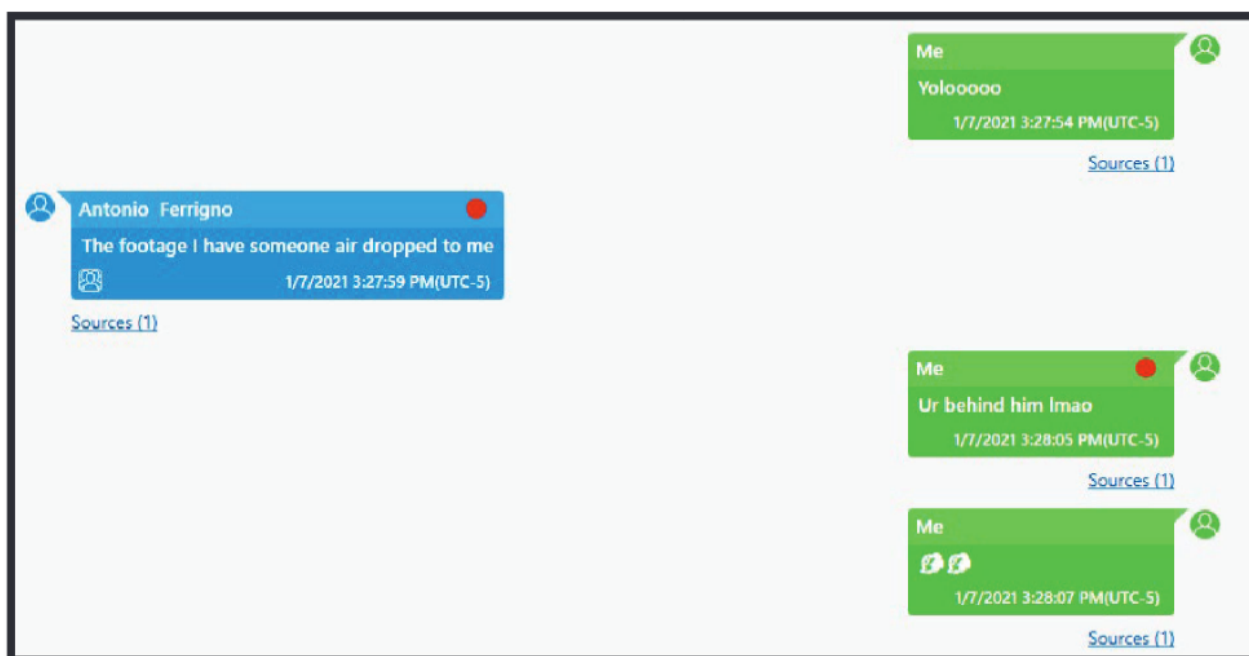 Me
Yolooooo
1/7/2021 3:27:54 PM(UTC-5)
Sources (1)
Antonio Ferrigno
The footage I have someone air dropped to me
1/7/2021 3:27:59 PM(UTC-5)
Sources (1)
Me
Ur behind him lmao
1/7/2021 3:28:05 PM(UTC-5)
Sources (1)
Me
1/7/2021 3:28:07 PM(UTC-5)
Sources (1)